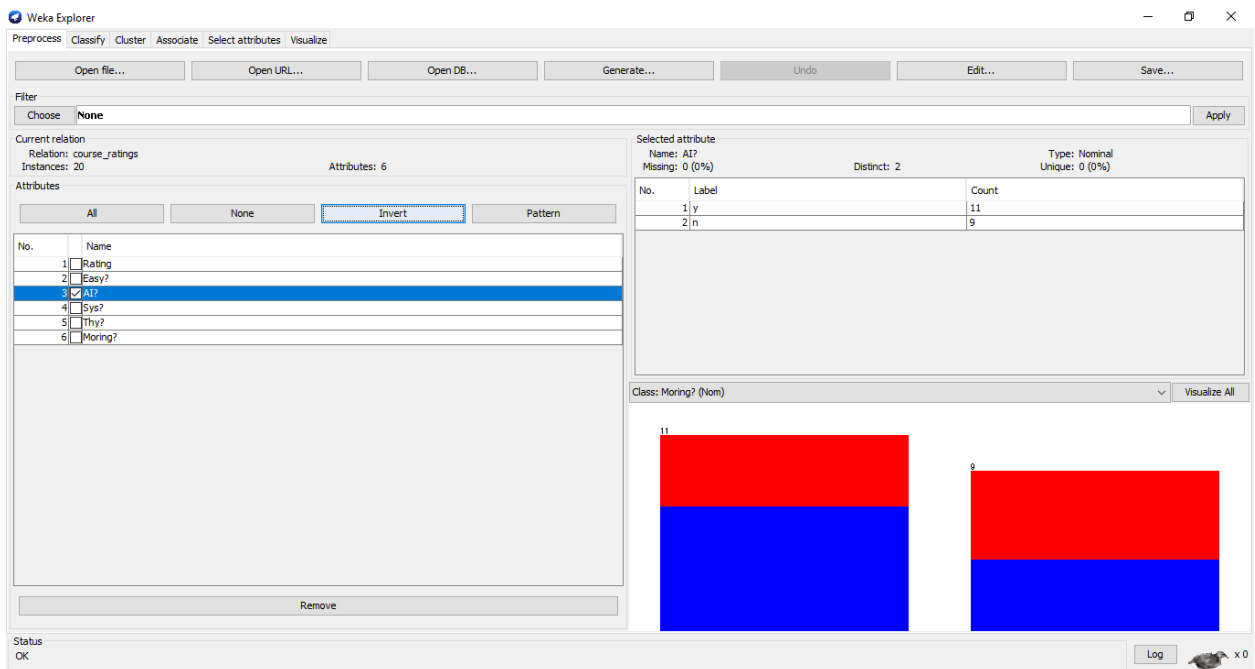 Weka Explorer
Preprocess Classify Cluster Associate Select attributes Visualize
Open file... Open URL... Open DB... Generate... Undo Edit... Save...
Filter
Choose None Apply
Current relation
Relation: course_ratings
Instances: 20 Attributes: 6
Attributes
All None Invert Pattern
No. Name
1 Rating
2 Easy?
3 AI?
4 Sys?
5 Thy?
6 Moring?
Remove
Selected attribute
Name: AI? Type: Nominal
Missing: 0 (0%) Distinct: 2 Unique: 0 (0%)
No. Label Count
1 y 11
2 n 9
Class: Moring? (Nom) Visualize All
11
9
Status
OK Log x 0